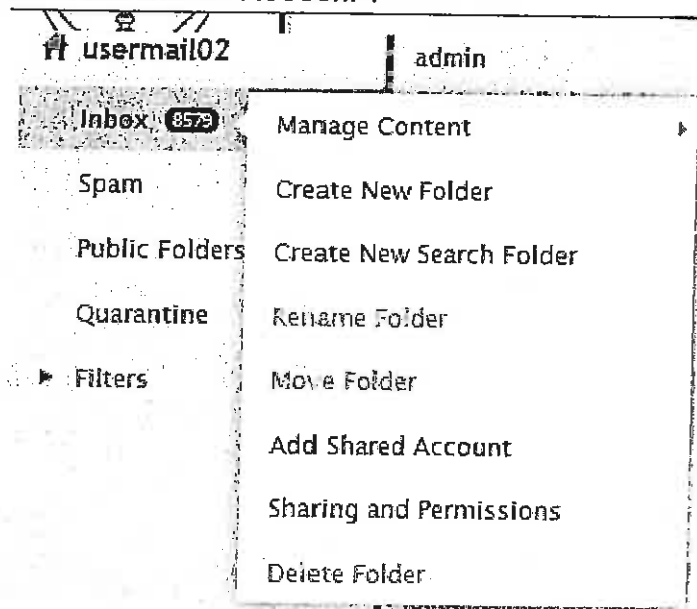 usermail02
admin
Inbox 8579
Manage Content
Spam
Create New Folder
Public Folders
Create New Search Folder
Quarantine
Rename Folder
Filters
Move Folder
Add Shared Account
Sharing and Permissions
Delete Folder